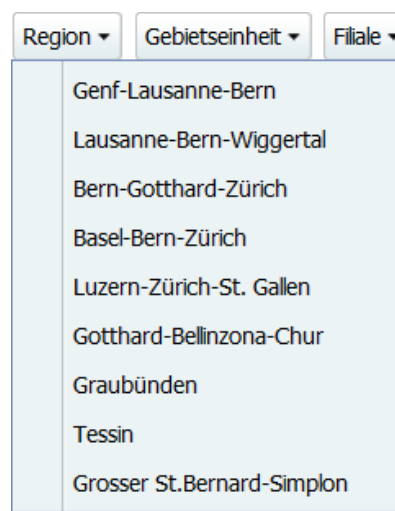 Region Gebietseinheit Filiale
Genf-Lausanne-Bern
Lausanne-Bern-Wiggertal
Bern-Gotthard-Zürich
Basel-Bern-Zürich
Luzern-Zürich-St. Gallen
Gotthard-Bellinzona-Chur
Graubünden
Tessin
Grosser St.Bernard-Simplon